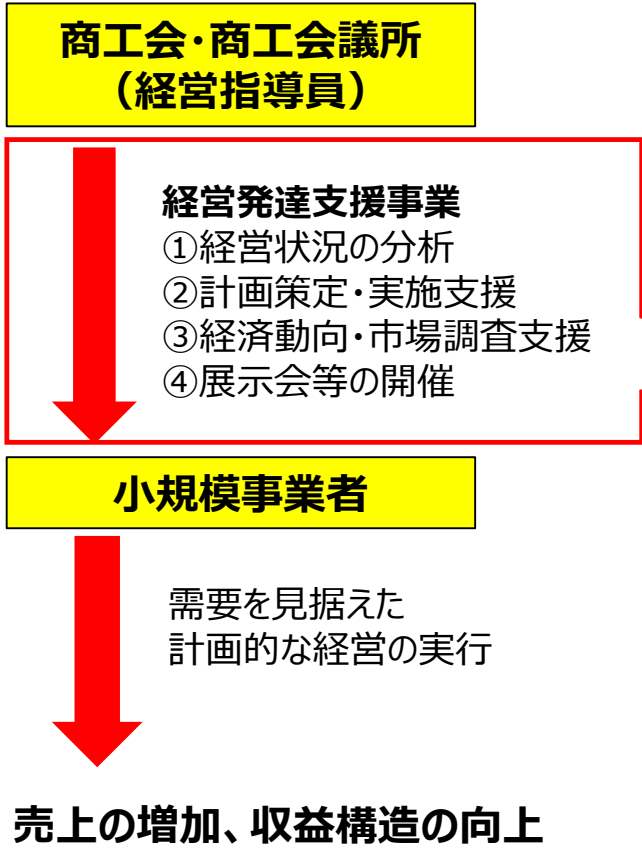 商工会・商工会議所
（経営指導員）
経営発達支援事業
①経営状況の分析
②計画策定・実施支援
③経済動向・市場調査支援
④展示会等の開催
小規模事業者
需要を見据えた
計画的な経営の実行
売上の増加、収益構造の向上